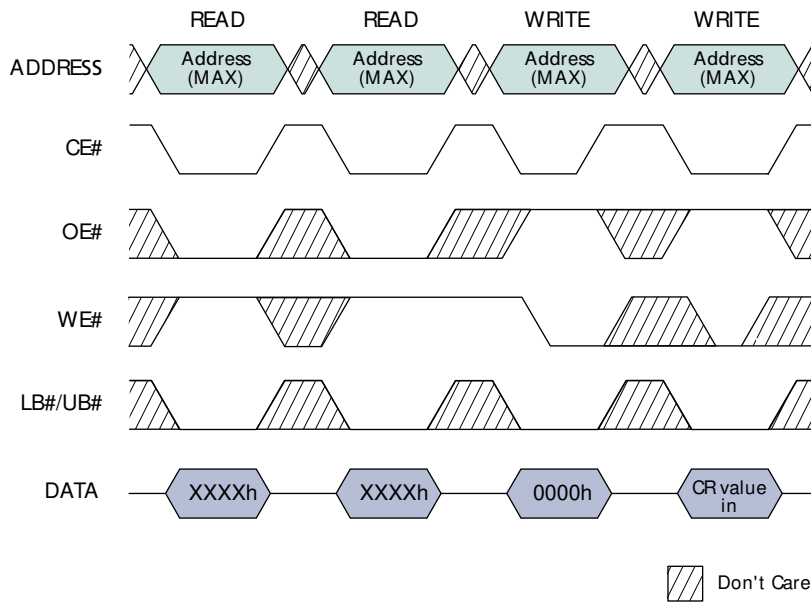 READ READ WRITE WRITE
ADDRESS Address (MAX) Address (MAX) Address (MAX) Address (MAX)
CE#
OE#
WE#
LB#/UB#
DATA XXXXh XXXXh 0000h CR value in
Don't Care